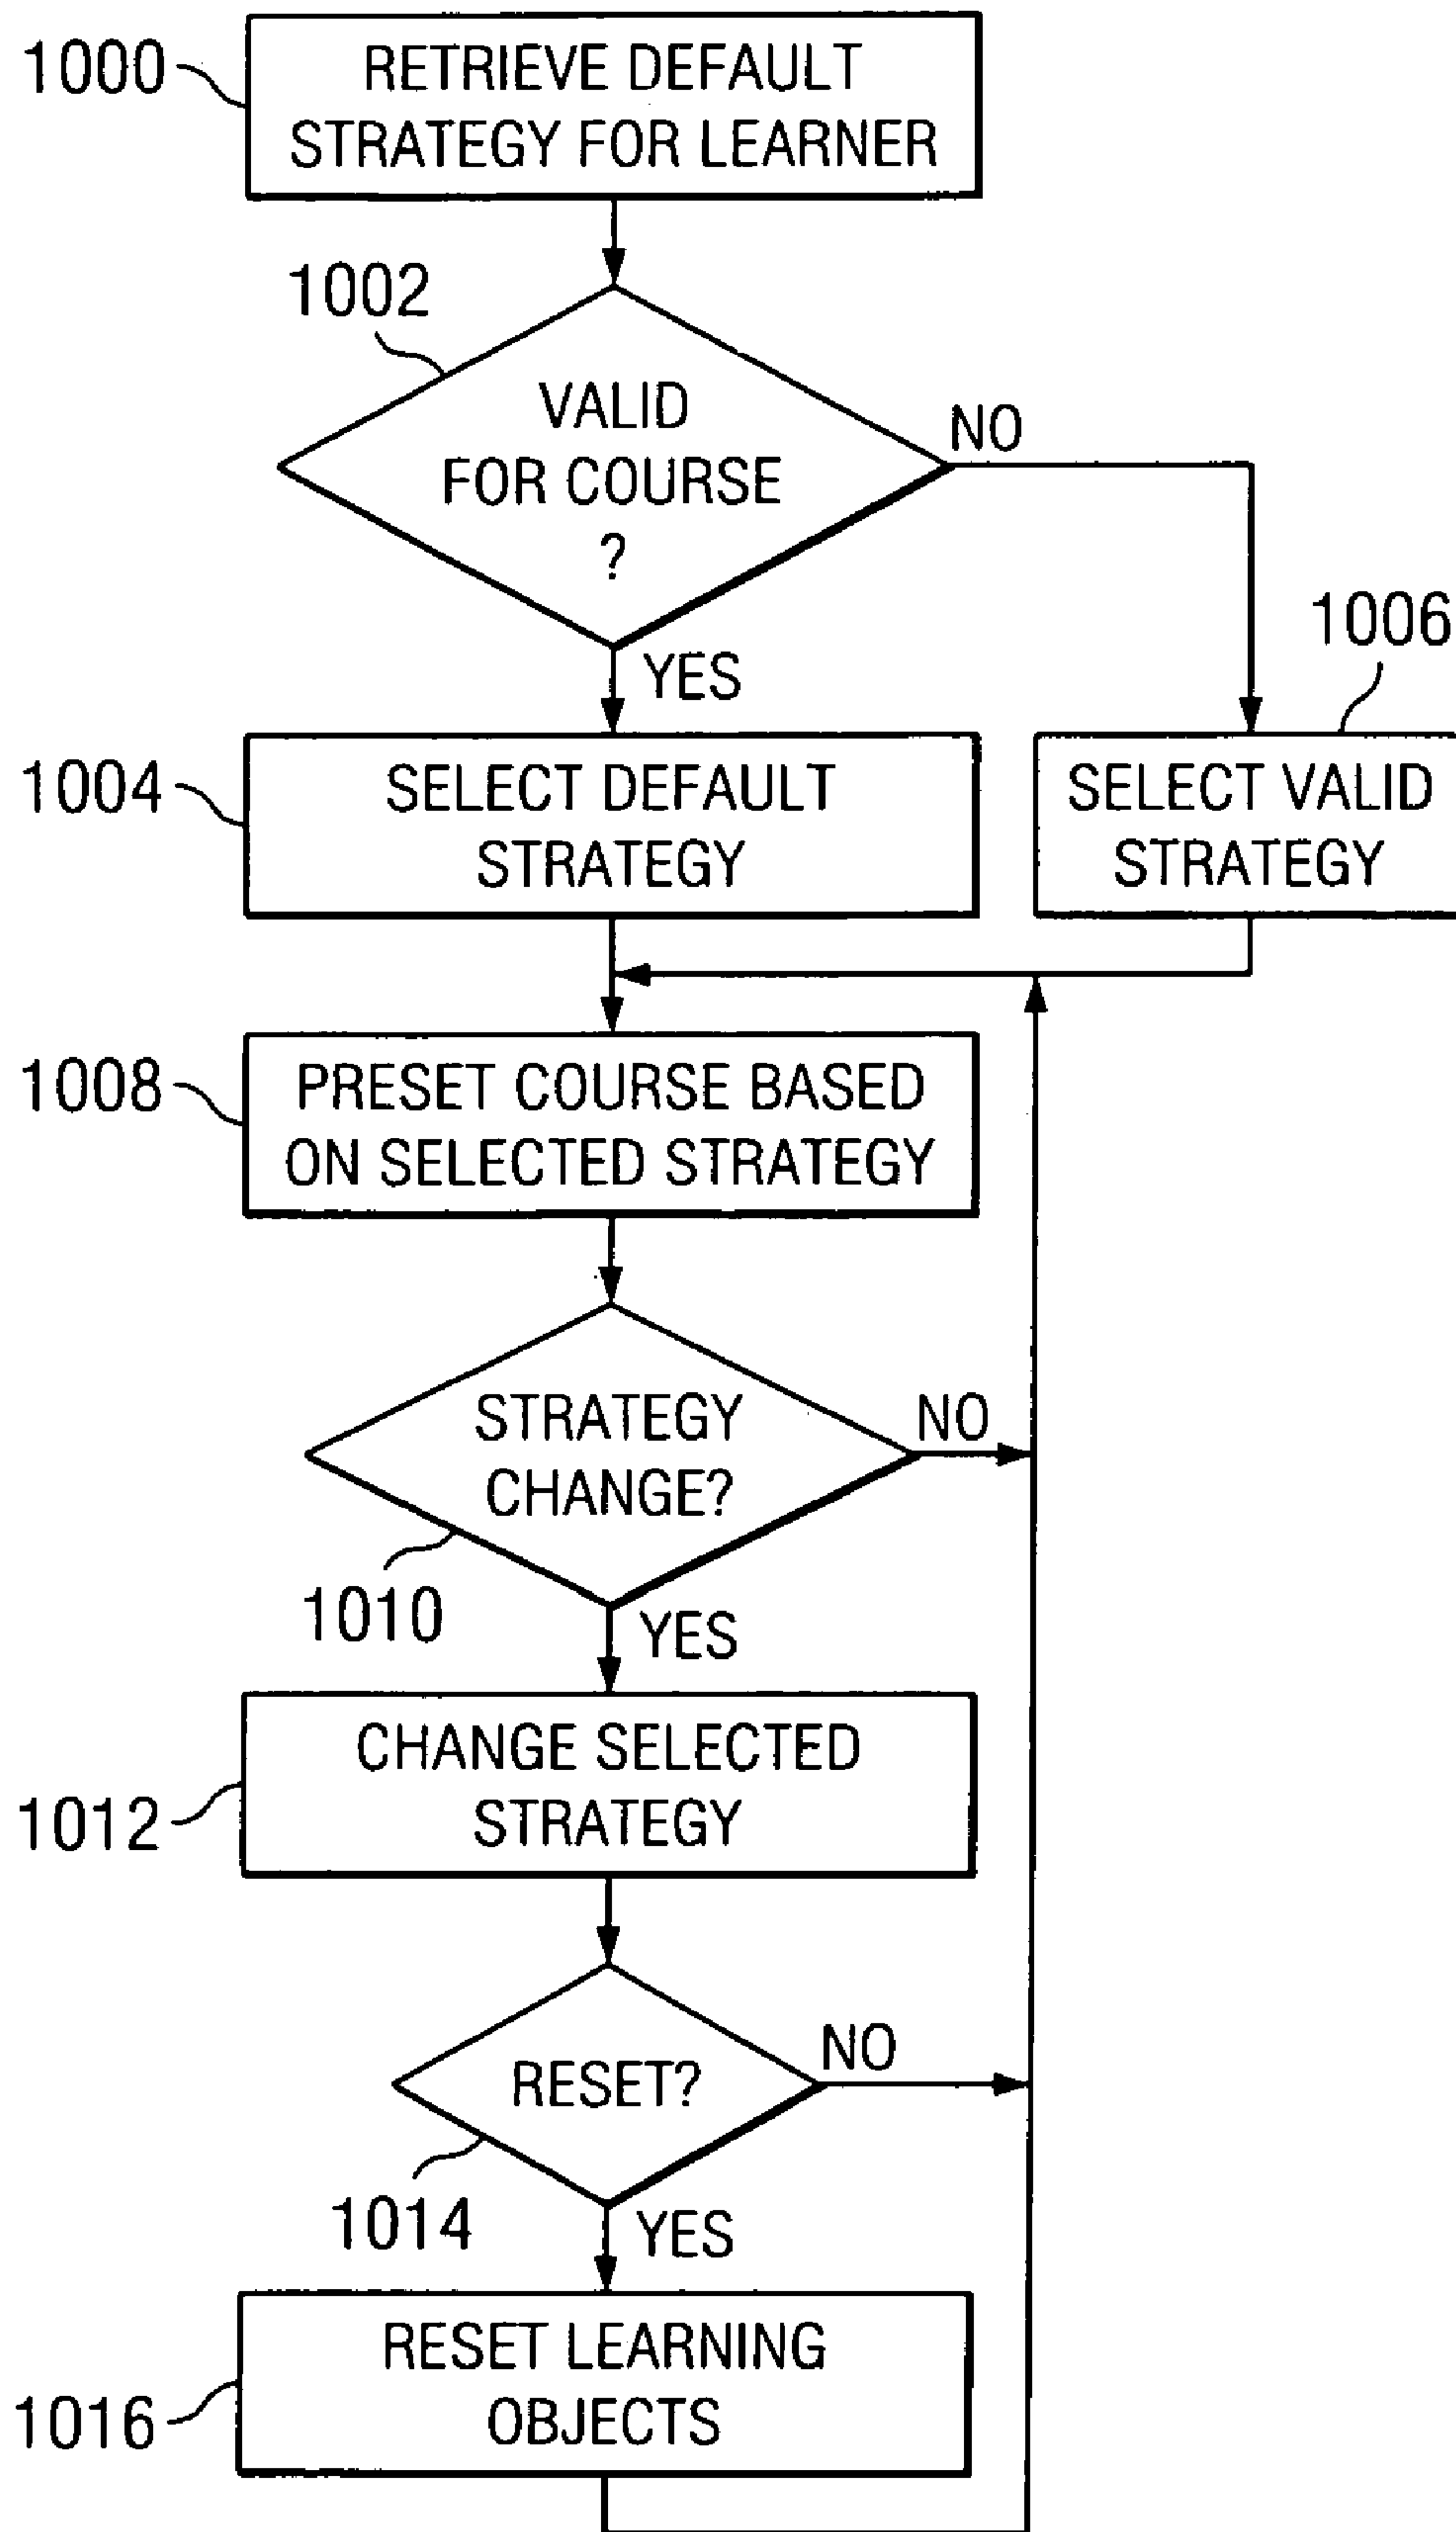 1000
RETRIEVE DEFAULT
STRATEGY FOR LEARNER
1002
VALID
FOR COURSE
?
NO
YES
1006
1004
SELECT DEFAULT
STRATEGY
SELECT VALID
STRATEGY
1008
PRESET COURSE BASED
ON SELECTED STRATEGY
STRATEGY
CHANGE?
NO
1010
YES
1012
CHANGE SELECTED
STRATEGY
RESET?
NO
1014
YES
1016
RESET LEARNING
OBJECTS